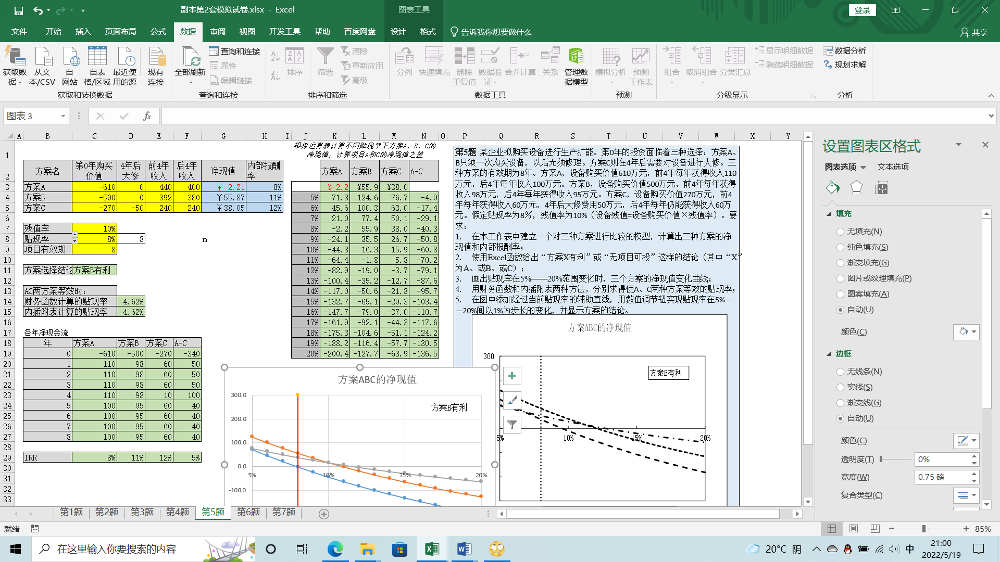 副本第2套模拟试卷.xlsx - Excel
图表工具
登录
文件 开始 插入 页面布局 公式 数据 审阅 视图 开发工具 帮助 百度网盘 设计 格式 告诉我你想要做什么 共享
获取数据 从文本/CSV 自网站 自表格/区域 最近使用的源 现有连接
获取和转换数据
全部刷新 查询和连接 属性 编辑链接
查询和连接
排序 筛选 清除 重新应用 高级
排序和筛选
分列 快速填充 删除重复值 数据验证 合并计算 关系 管理数据模型
数据工具
模拟分析 预测工作表
预测
组合 取消组合 分类汇总 显示明细数据 隐藏明细数据
分级显示
数据分析 规划求解
分析
图表 3
fx
A B C D E F G H I J K L M N O P Q R S T U V W X Y
1 2 3 4 5 6 7 8 9 10 11 12 13 14 15 16 17 18 19 20 21 22 23 24 25 26 27 28 29 30 31 32 33
方案名 第0年购买价值 4年后大修 前4年收入 后4年收入 净现值 内部报酬率
方案A -610 0 440 400 ￥-2.21 8%
方案B -500 0 392 380 ￥55.87 11%
方案C -270 -50 240 240 ￥38.05 12%
残值率 10%
贴现率 8% 8
m
项目有效期 8
方案选择结论 方案B有利
AC两方案等效时:
财务函数计算的贴现率 4.62%
内插附表计算的贴现率 4.62%
各年净现金流
年 方案A 方案B 方案C A-C
0 -610 -500 -270 -340
1 110 98 60 50
2 110 98 60 50
3 110 98 60 50
4 110 98 10 100
5 100 95 60 40
6 100 95 60 40
7 100 95 60 40
8 100 95 60 40
IRR 8% 11% 12% 5%
模拟运算表计算不同贴现率下方案A、B、C的
净现值，计算项目A和C的净现值之差
方案A 方案B 方案C A-C
¥-2.2 ¥55.9 ¥38.0
5% 71.8 124.6 76.7 -4.9
6% 45.6 100.3 63.0 -17.4
7% 21.0 77.4 50.1 -29.1
8% -2.2 55.9 38.0 -40.3
9% -24.1 35.5 26.7 -50.8
10% -44.8 16.3 15.9 -60.8
11% -64.4 -1.8 5.8 -70.2
12% -82.9 -19.0 -3.7 -79.1
13% -100.4 -35.2 -12.7 -87.6
14% -117.0 -50.6 -21.3 -95.7
15% -132.7 -65.1 -29.3 -103.4
16% -147.7 -79.0 -37.0 -110.7
17% -161.9 -92.1 -44.3 -117.6
18% -175.3 -104.6 -51.1 -124.2
19% -188.2 -116.4 -57.7 -130.5
20% -200.4 -127.7 -63.9 -136.5
第5题 某企业拟购买设备进行生产扩能。第0年的投资面临着三种选择：方案A、
B只须一次购买设备，以后无须修理。方案C则在4年后需要对设备进行大修。三
种方案的有效期为8年。方案A，设备购买价值610万元，前4年每年获得收入110
万元，后4年每年收入100万元。方案B，设备购买价值500万元，前4年每年获得
收入98万元，后4年每年获得收入95万元。方案C，设备购买价值270万元，前4
年每年获得收入60万元，4年后大修费用50万元，后4年每年仍能获得收入60万
元。假定贴现率为8%，残值率为10%（设备残值=设备购买价值×残值率）。要
求：
1. 在本工作表中建立一个对三种方案进行比较的模型，计算出三种方案的净
现值和内部报酬率；
2. 使用Excel函数给出“方案X有利”或“无项目可投”这样的结论（其中“X”
为A、或B、或C）；
3. 画出贴现率在5%——20%范围变化时，三个方案的净现值变化曲线；
4. 用财务函数和内插附表两种方法，分别求得使A、C两种方案等效的贴现率；
5. 在图中添加经过当前贴现率的辅助直线，用数值调节钮实现贴现率在5%—
—20%间以1%为步长的变化，并显示方案的结论。
方案ABC的净现值
300
方案B有利
5% 10% 15% 20%
方案ABC的净现值
300.0
方案B有利
200.0
100.0
0.0
5% 10% 15% 20%
-100.0
设置图表区格式
图表选项 文本选项
填充
无填充(N)
纯色填充(S)
渐变填充(G)
图片或纹理填充(P)
图案填充(A)
自动(U)
颜色(C)
边框
无线条(N)
实线(S)
渐变线(G)
自动(U)
颜色(C)
透明度(T) 0%
宽度(W) 0.75 磅
复合类型(C)
第1题 第2题 第3题 第4题 第5题 第6题 第7题
就绪
85%
在这里输入你要搜索的内容
20°C 阴
中
21:00
2022/5/19